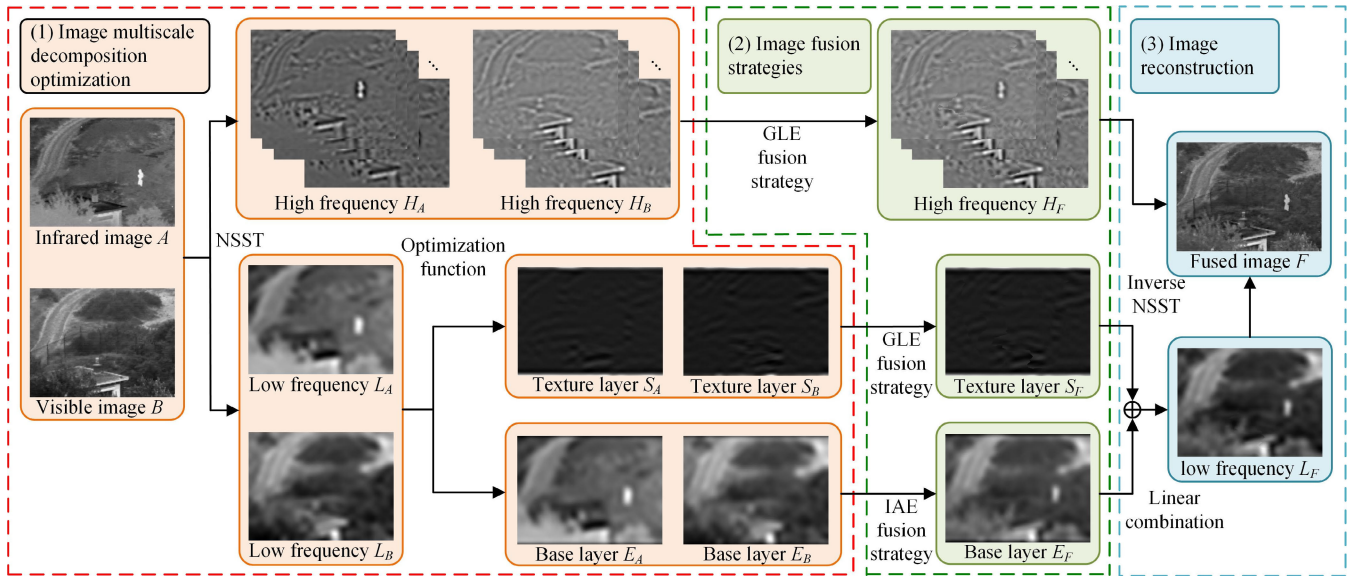 (1) Image multiscale
decomposition
optimization
(2) Image fusion
strategies
(3) Image
reconstruction
Infrared image A
Visible image B
NSST
High frequency H_A
High frequency H_B
GLE
fusion
strategy
High frequency H_F
Fused image F
Optimization
function
Low frequency L_A
Low frequency L_B
Texture layer S_A
Texture layer S_B
GLE
fusion
strategy
Texture layer S_F
Inverse
NSST
Base layer E_A
Base layer E_B
IAE
fusion
strategy
Base layer E_F
Linear
combination
low frequency L_F